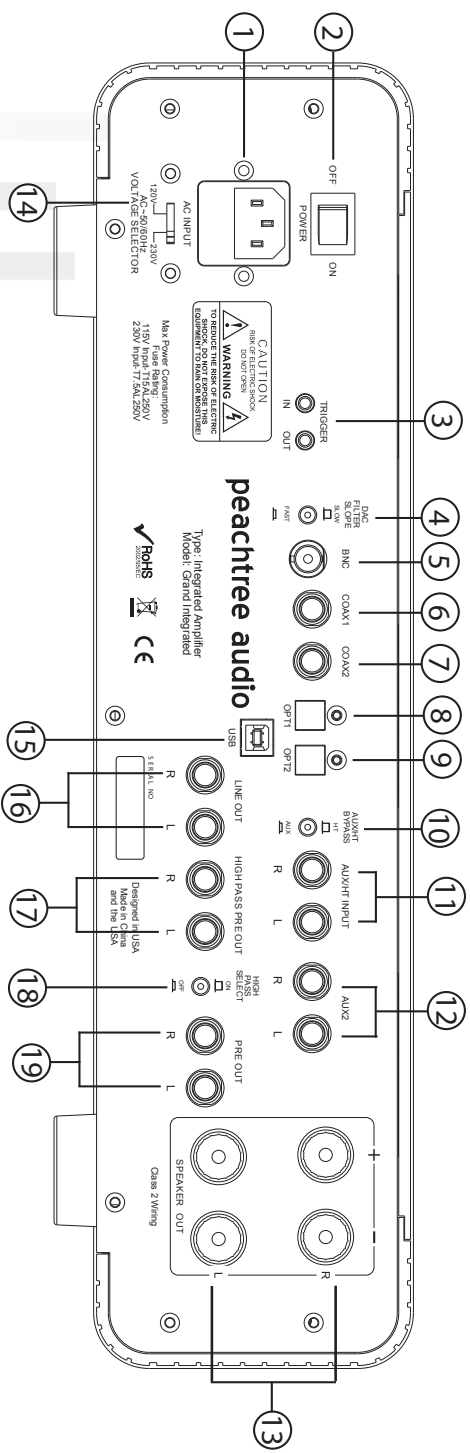 1
2
3
4
5
6
7
8
9
10
11
12
13
14
15
16
17
18
19
OFF
ON
POWER
AC INPUT
120V
230V
AC~50/60Hz
VOLTAGE SELECTOR
CAUTION
RISK OF ELECTRIC SHOCK
DO NOT OPEN
WARNING
TO REDUCE THE RISK OF ELECTRIC
SHOCK, DO NOT EXPOSE THIS
EQUIPMENT TO RAIN OR MOISTURE!
Max Power Consumption
Fuse Rating:
115V Input-T15AL250V
230V Input-T7.5AL250V
TRIGGER
IN
OUT
DAC
FILTER
SLOPE
SLOW
FAST
BNC
COAX1
COAX2
OPT1
OPT2
peachtree audio
Type: Integrated Amplifier
Model: Grand Integrated
RoHS
2002/95/EC
CE
USB
AUX/HT
BYPASS
HT
AUX
AUX/HT INPUT
R
L
AUX2
R
L
LINE OUT
R
L
SERIAL NO
HIGH PASS PRE OUT
R
L
Designed in USA
Made in China
and the USA
HIGH
PASS
SELECT
ON
OFF
PRE OUT
R
L
+
-
SPEAKER OUT
R
L
Class 2 Wiring